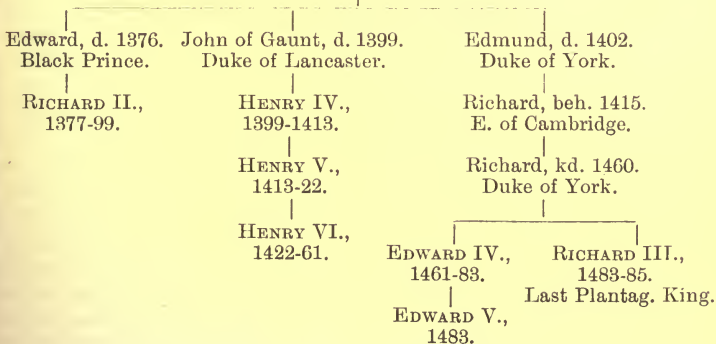 Edward, d. 1376. John of Gaunt, d. 1399. Edmund, d. 1402.
Black Prince. Duke of Lancaster. Duke of York.
RICHARD II., HENRY IV., Richard, beh. 1415.
1377-99. 1399-1413. E. of Cambridge.
HENRY V., Richard, kd. 1460.
1413-22. Duke of York.
HENRY VI., EDWARD IV., RICHARD III.,
1422-61. 1461-83. 1483-85.
Last Plantag. King.
EDWARD V.,
1483.